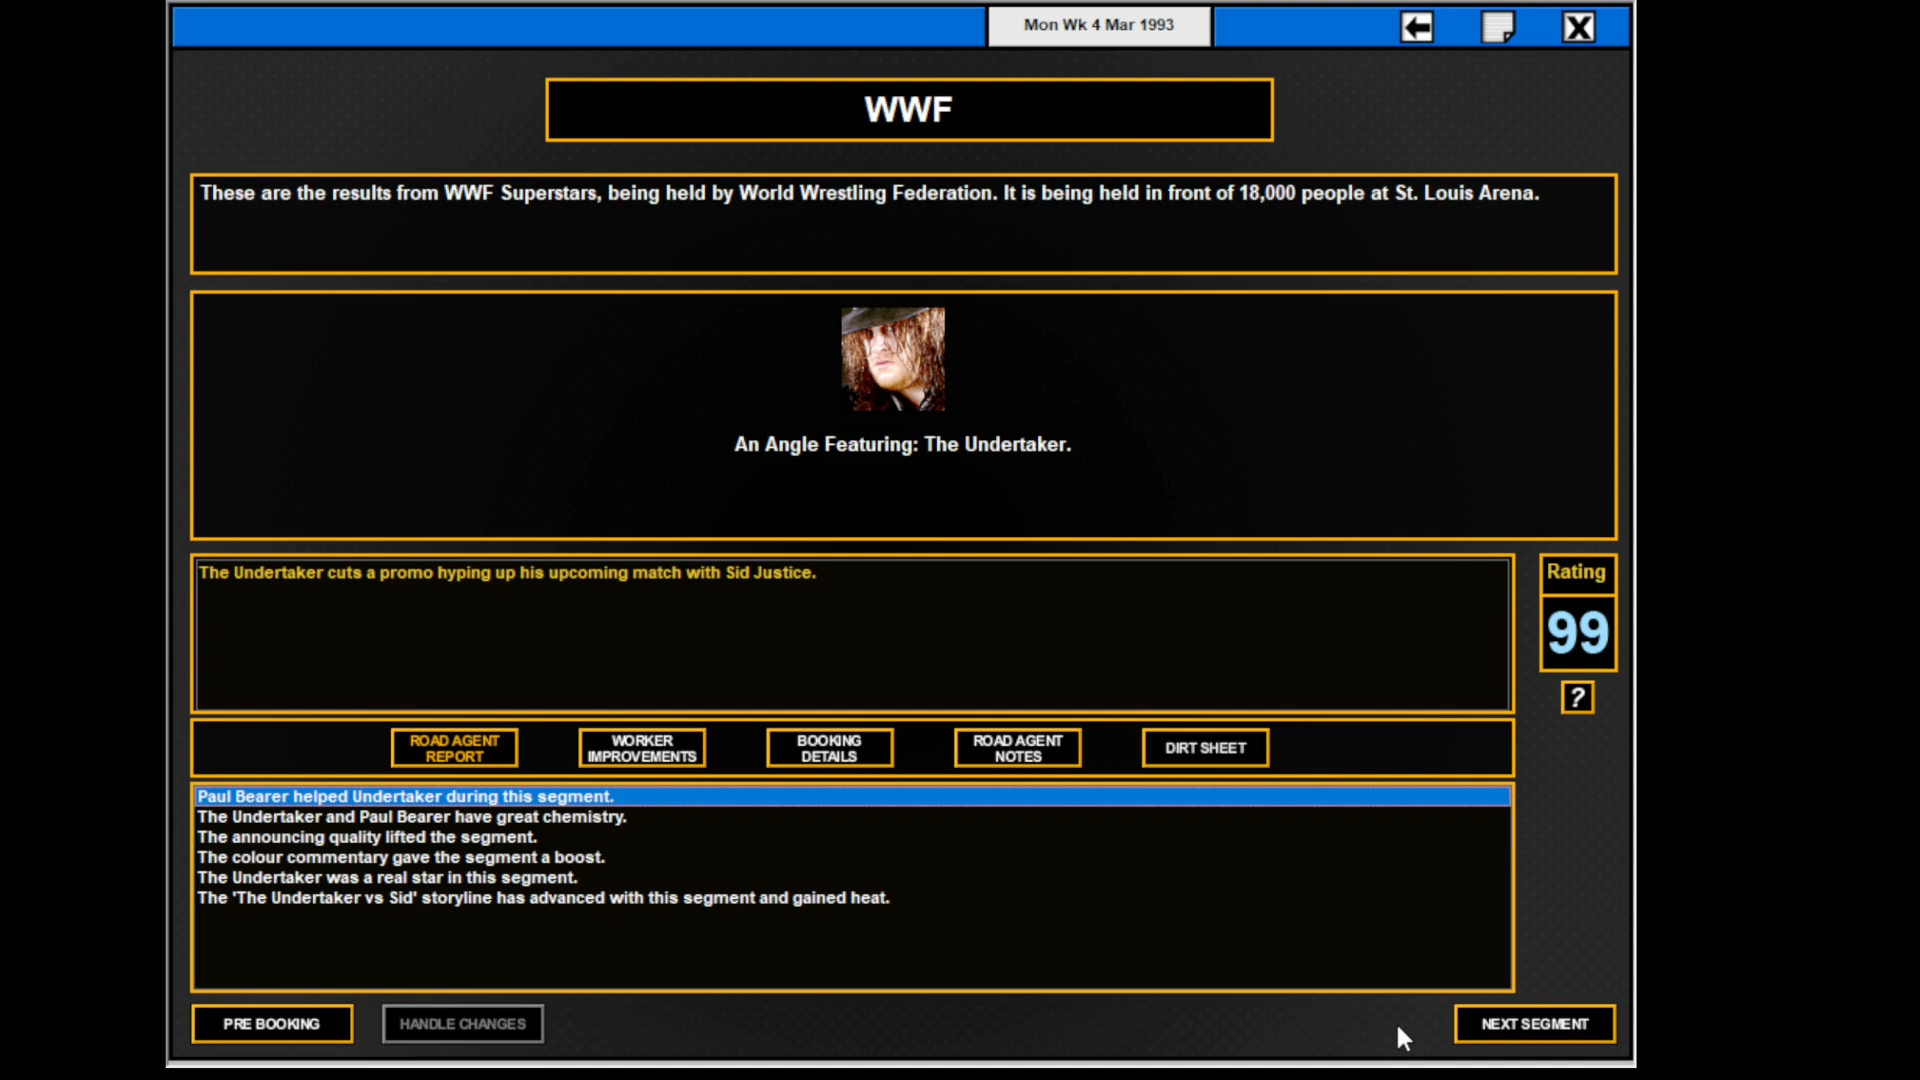 Mon Wk 4 Mar 1993
WWF
These are the results from WWF Superstars, being held by World Wrestling Federation. It is being held in front of 18,000 people at St. Louis Arena.
An Angle Featuring: The Undertaker.
The Undertaker cuts a promo hyping up his upcoming match with Sid Justice.
Rating
99
?
ROAD AGENT
REPORT
WORKER
IMPROVEMENTS
BOOKING
DETAILS
ROAD AGENT
NOTES
DIRT SHEET
Paul Bearer helped Undertaker during this segment.
The Undertaker and Paul Bearer have great chemistry.
The announcing quality lifted the segment.
The colour commentary gave the segment a boost.
The Undertaker was a real star in this segment.
The 'The Undertaker vs Sid' storyline has advanced with this segment and gained heat.
PRE BOOKING
HANDLE CHANGES
NEXT SEGMENT